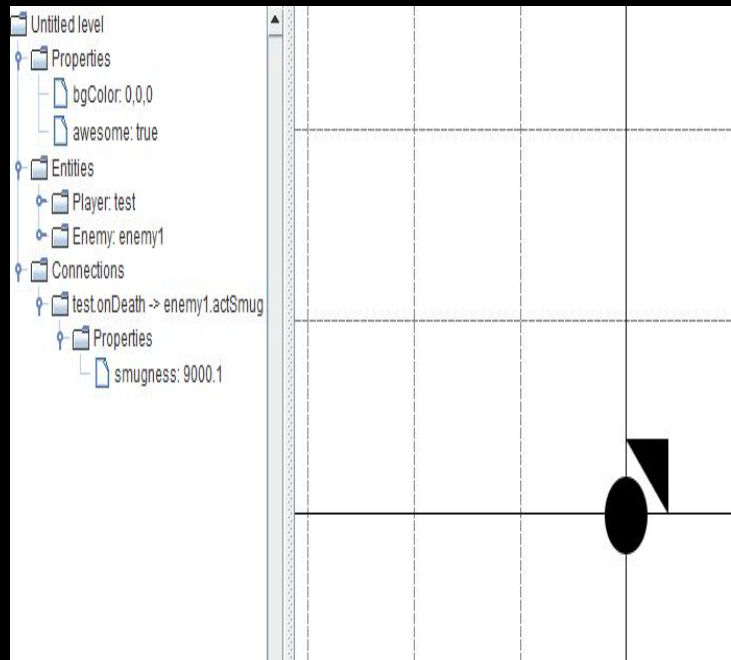 Untitled level
Properties
bgColor: 0,0,0
awesome: true
Entities
Player: test
Enemy: enemy1
Connections
test.onDeath -> enemy1.actSmug
Properties
smugness: 9000.1